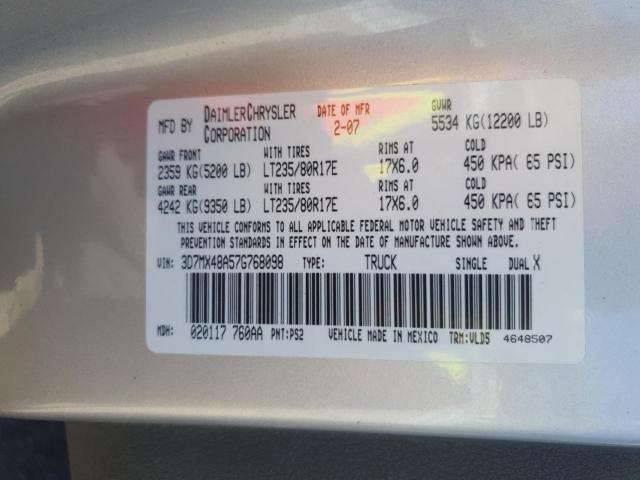 MFD BY DAIMLERCHRYSLER CORPORATION DATE OF MFR 2-07 GVWR 5534 KG(12200 LB)
GAWR FRONT WITH TIRES RIMS AT COLD
2359 KG(5200 LB) LT235/80R17E 17X6.0 450 KPA( 65 PSI)
GAWR REAR WITH TIRES RIMS AT COLD
4242 KG(9350 LB) LT235/80R17E 17X6.0 450 KPA( 65 PSI)
THIS VEHICLE CONFORMS TO ALL APPLICABLE FEDERAL MOTOR VEHICLE SAFETY AND THEFT
PREVENTION STANDARDS IN EFFECT ON THE DATE OF MANUFACTURE SHOWN ABOVE.
VIN: 3D7MX48A57G768098 TYPE: TRUCK SINGLE DUAL X
MDH: 020117 760AA PNT:PS2 VEHICLE MADE IN MEXICO TRM:VLD5 4648507